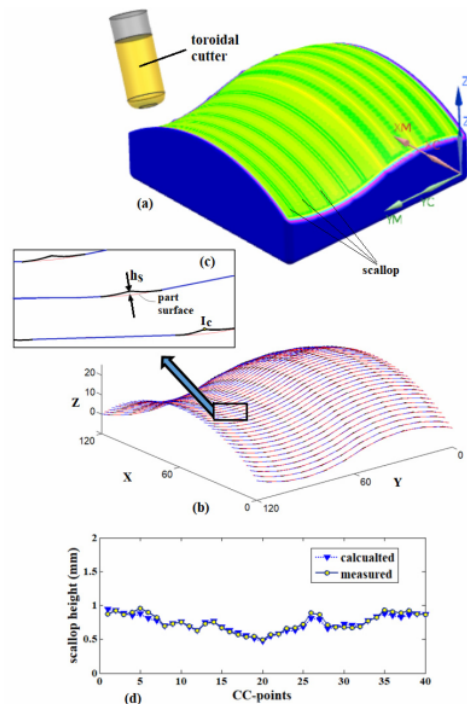 toroidal
cutter
Z
Z
XM
YM
YC
(a)
scallop
(c)
hs
part
surface
Ic
20
10
Z
0
120
X
60
0
(b)
120
60
Y
0
2
1.5
1
0.5
0
scallop height (mm)
calcualted
measured
0
5
10
15
20
25
30
35
40
CC-points
(d)